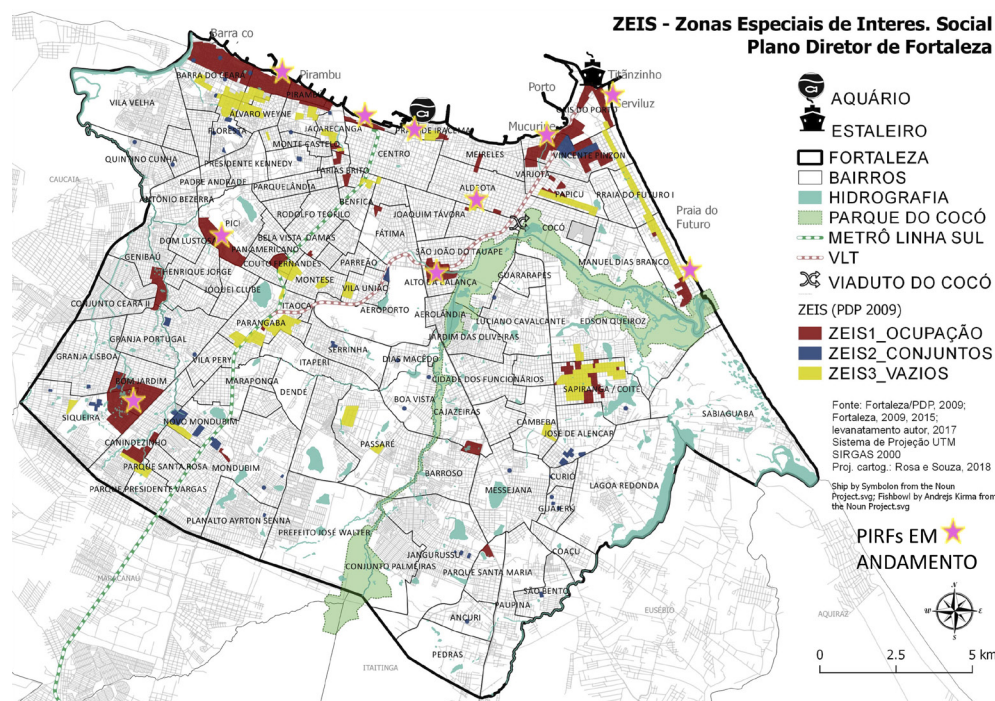 ZEIS - Zonas Especiais de Interes. Social
Plano Diretor de Fortaleza
Barra co
Pirambu
Porto
Titãnzinho
Serviluz
Mucuripe
Praia do
Futuro
BARRA DO CEARÁ
PIRAMBU
VILA VELHA
ÁLVARO WEYNE
FLORESTA
JACARECANGA
PRAIA DE IRACEMA
CAIS DO PORTO
MONTE CASTELO
QUINTINO CUNHA
PRESIDENTE KENNEDY
CENTRO
MEIRELES
VICENTE PINZON
FARIAS BRITO
VARJOTA
PADRE ANDRADE
PARQUELÂNDIA
ALDEOTA
PAPICU
PRAIA DO FUTURO I
CAUCAIA
ANTÔNIO BEZERRA
BENFICA
RODOLFO TEÓFILO
JOAQUIM TÁVORA
PICI
COCÓ
DOM LUSTOSA
BELA VISTA
DAMAS
FÁTIMA
PANAMERICANO
SÃO JOÃO DO TAUAPE
GENIBAÚ
COUTO FERNANDES
PARREÃO
MANUEL DIAS BRANCO
HENRIQUE JORGE
MONTESE
GUARARAPES
ALTO DA BALANÇA
JÓQUEI CLUBE
VILA UNIÃO
CONJUNTO CEARÁ II
ITAOCA
AEROPORTO
AEROLÂNDIA
LUCIANO CAVALCANTE
EDSON QUEIROZ
PARANGABA
GRANJA PORTUGAL
JARDIM DAS OLIVEIRAS
SERRINHA
GRANJA LISBOA
VILA PERY
ITAPERI
DIAS MACÊDO
BOM JARDIM
MARAPONGA
DENDÊ
CIDADE DOS FUNCIONÁRIOS
SAPIRANGA / COITÉ
BOA VISTA
SIQUEIRA
CAJAZEIRAS
SABIAGUABA
NOVO MONDUBIM
CAMBEBA
JOSÉ DE ALENCAR
CANINDEZINHO
PASSARÉ
PARQUE SANTA ROSA
MONDUBIM
BARROSO
CURIÓ
LAGOA REDONDA
PARQUE PRESIDENTE VARGAS
MESSEJANA
GUAJERÚ
PLANALTO AYRTON SENNA
PREFEITO JOSÉ WALTER
JANGURUSSU
COAÇU
CONJUNTO PALMEIRAS
PARQUE SANTA MARIA
MARACANAÚ
SÃO BENTO
PAUPINA
EUSÉBIO
AQUIRAZ
ANCURI
PEDRAS
ITAITINGA
AQUÁRIO
ESTALEIRO
FORTALEZA
BAIRROS
HIDROGRAFIA
PARQUE DO COCÓ
METRÔ LINHA SUL
VLT
VIADUTO DO COCÓ
ZEIS (PDP 2009)
ZEIS1_OCUPAÇÃO
ZEIS2_CONJUNTOS
ZEIS3_VAZIOS
Fonte: Fortaleza/PDP, 2009;
Fortaleza, 2009, 2015;
levanatamento autor, 2017
Sistema de Projeção UTM
SIRGAS 2000
Proj. cartog.: Rosa e Souza, 2018
Ship by Symbolon from the Noun
Project.svg; Fishbowl by Andrejs Kirma from
the Noun Project.svg
PIRFs EM
ANDAMENTO
N
W
E
S
0 2.5 5 km